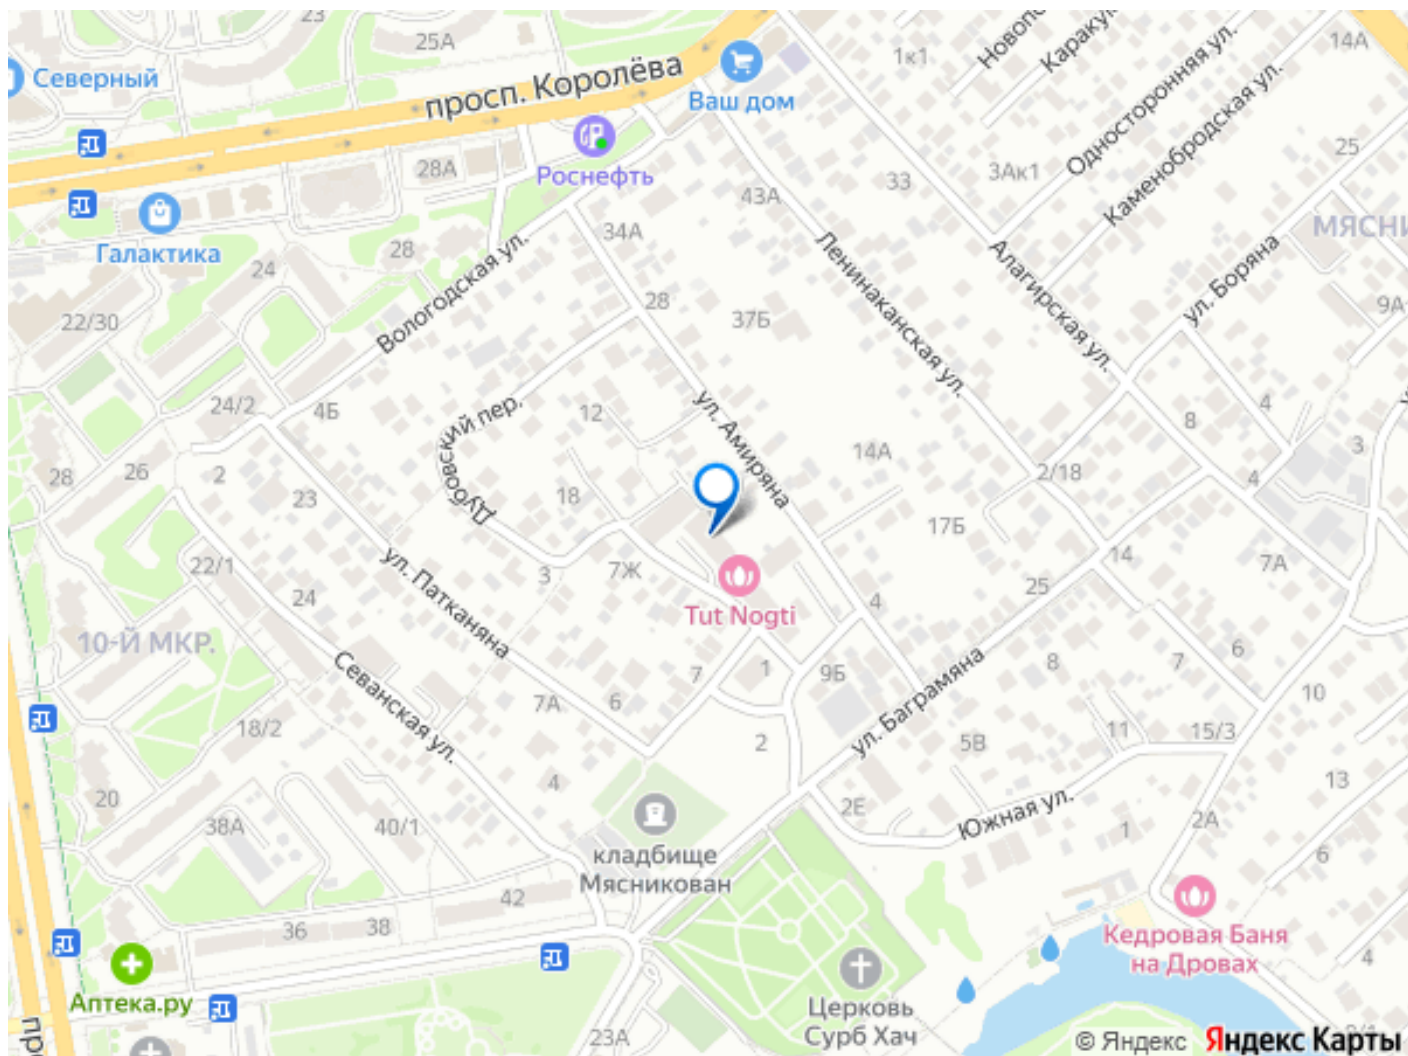 23
25А
1к1
Новопо
Каракум
Односторонняя ул.
14А
Северный
просп. Королёва
Ваш дом
Каменобродская ул.
28А
Роснефть
43А
33
3Ак1
25
Галактика
28
34А
МЯСНИ
24
Вологодская ул.
Ленинаканская ул.
Алагирская ул.
ул. Боряна
22/30
28
37Б
9А
24/2
4Б
Дубовский пер.
12
ул. Амиряна
8
4
3
28
26
2
23
18
14А
2/18
4
17Б
22/1
24
ул. Патканяна
3
7Ж
Tut Nogti
4
25
14
7А
10-Й МКР.
Севанская ул.
7А
6
7
1
9Б
ул. Баграмяна
8
7
6
10
18/2
4
2
5В
11
15/3
13
20
38А
40/1
2Е
Южная ул.
1
2А
6
кладбище
Мясникован
42
36
38
Кедровая Баня
на Дровах
4
Аптека.ру
Церковь
Сурб Хач
23А
про
© Яндекс
Яндекс Карты